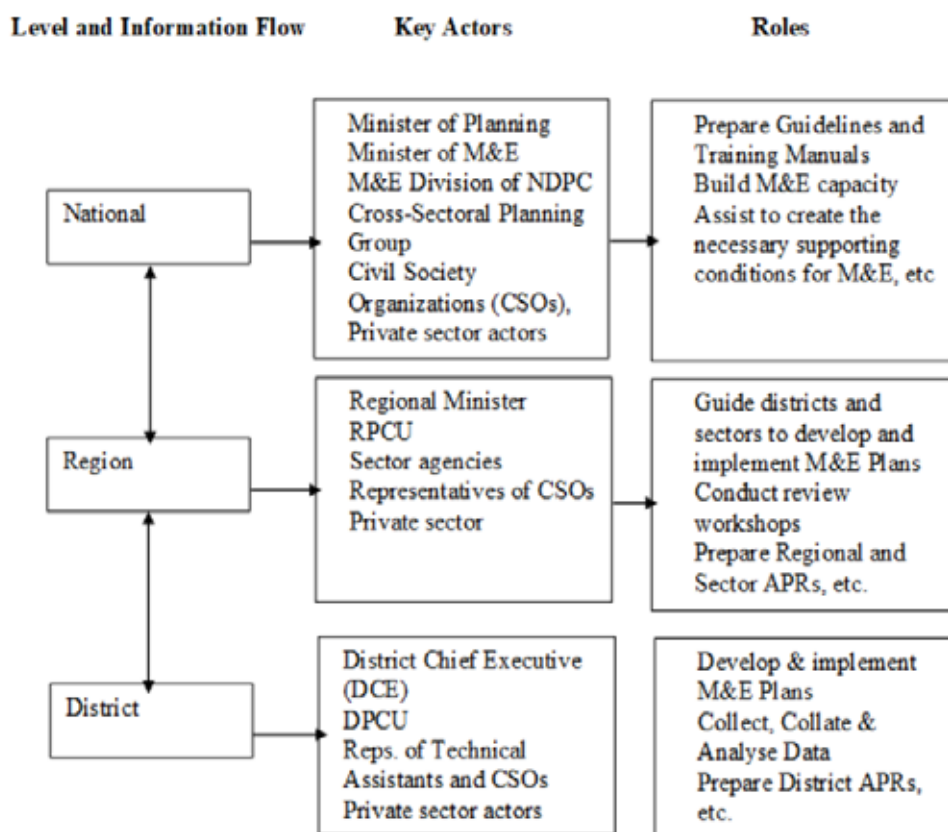 Level and Information Flow
Key Actors
Roles
National
Minister of Planning
Minister of M&E
M&E Division of NDPC
Cross-Sectoral Planning
Group
Civil Society
Organizations (CSOs),
Private sector actors
Prepare Guidelines and
Training Manuals
Build M&E capacity
Assist to create the
necessary supporting
conditions for M&E, etc
Region
Regional Minister
RPCU
Sector agencies
Representatives of CSOs
Private sector
Guide districts and
sectors to develop and
implement M&E Plans
Conduct review
workshops
Prepare Regional and
Sector APRs, etc.
District
District Chief Executive
(DCE)
DPCU
Reps. of Technical
Assistants and CSOs
Private sector actors
Develop & implement
M&E Plans
Collect, Collate &
Analyse Data
Prepare District APRs,
etc.